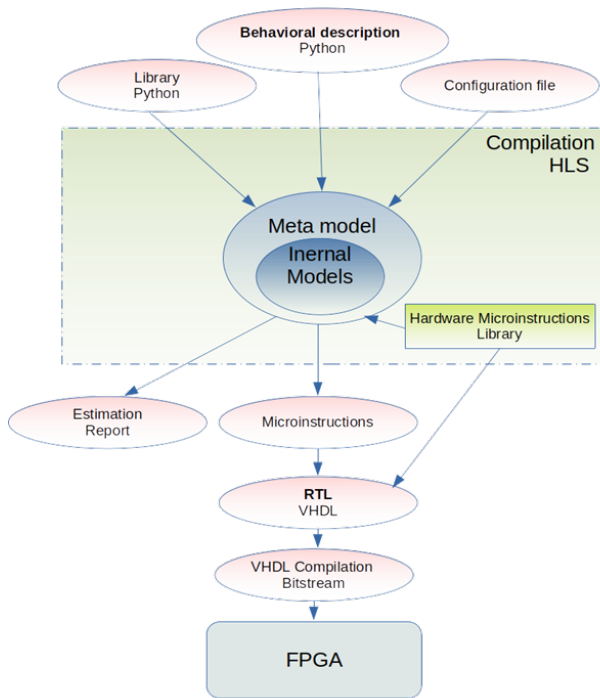 Behavioral description
Python
Library
Python
Configuration file
Compilation
HLS
Meta model
Inernal
Models
Hardware Microinstructions
Library
Estimation
Report
Microinstructions
RTL
VHDL
VHDL Compilation
Bitstream
FPGA